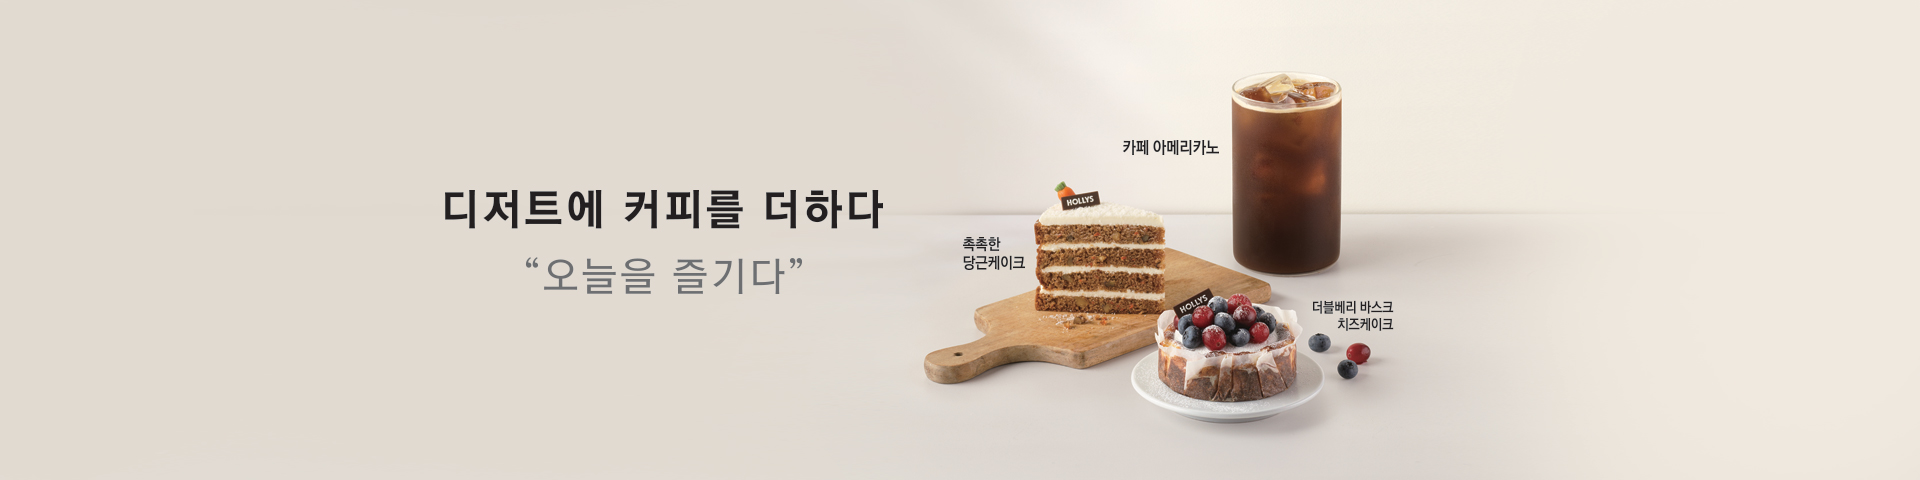 디저트에 커피를 더하다
“오늘을 즐기다”
카페 아메리카노
HOLLYS
촉촉한
당근케이크
HOLLYS
더블베리 바스크
치즈케이크